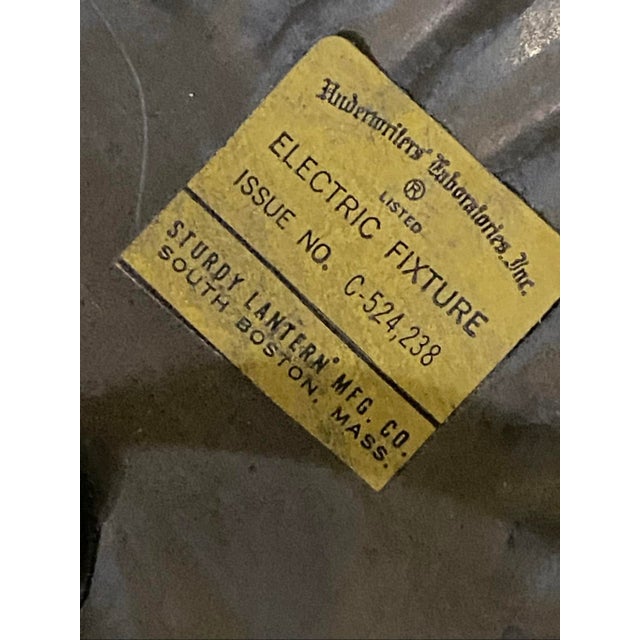 Underwriters' Laboratories, Inc.
®
LISTED
ELECTRIC FIXTURE
ISSUE NO. C-524,238
STURDY LANTERN MFG. CO.
SOUTH BOSTON, MASS.